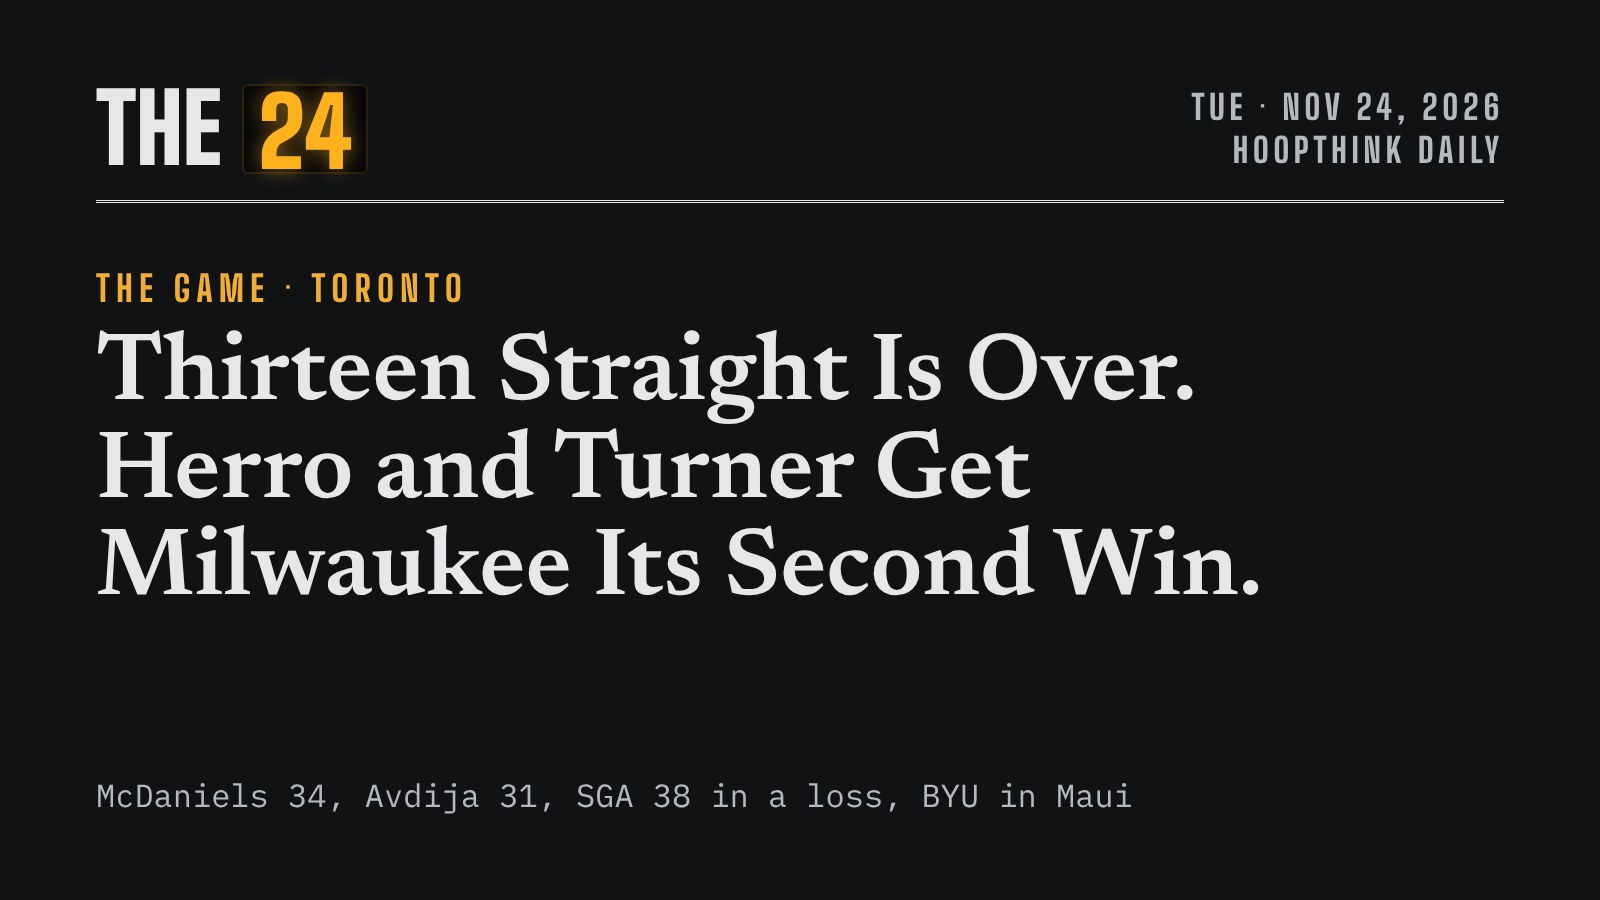 THE 24
TUE · NOV 24, 2026
HOOPTHINK DAILY
THE GAME · TORONTO
Thirteen Straight Is Over.
Herro and Turner Get
Milwaukee Its Second Win.
McDaniels 34, Avdija 31, SGA 38 in a loss, BYU in Maui